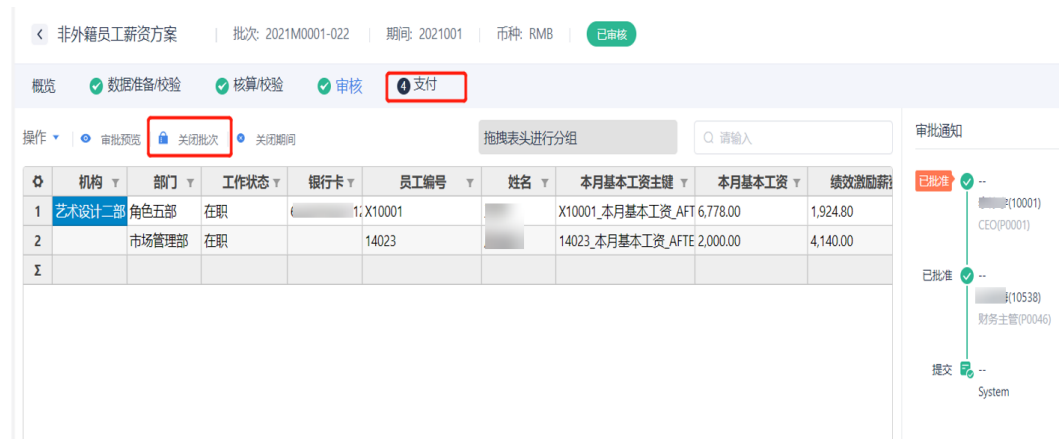 非外籍员工薪资方案 批次: 2021M0001-022 期间: 2021001 币种: RMB 已审核
概览 数据准备/校验 核算/校验 审核 4 支付
操作 审批预览 关闭批次 关闭期间 拖拽表头进行分组 请输入
机构 部门 工作状态 银行卡 员工编号 姓名 本月基本工资主键 本月基本工资 绩效激励薪
1 艺术设计二部 角色五部 在职 X10001 X10001_本月基本工资_AFT 6,778.00 1,924.80
2 市场管理部 在职 14023 14023_本月基本工资_AFTE 2,000.00 4,140.00
Σ
审批通知
已批准 --
(10001)
CEO(P0001)
已批准 --
(10538)
财务主管(P0046)
提交 --
System